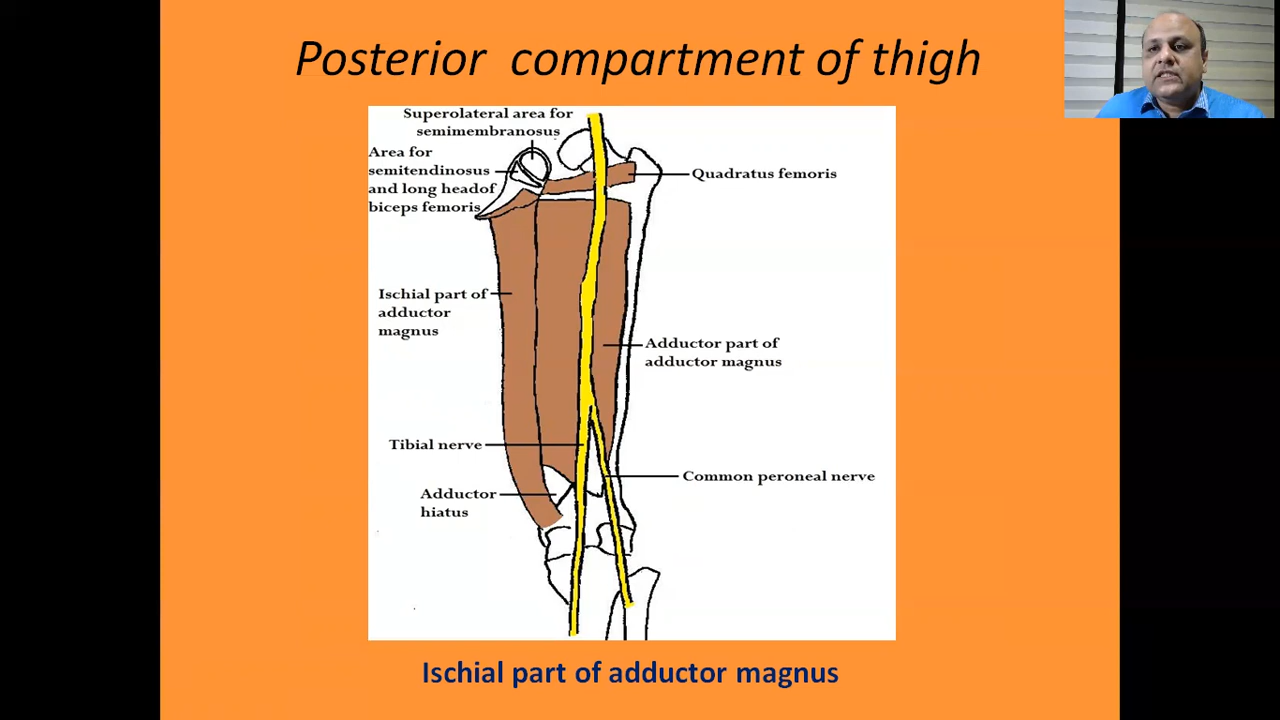 Posterior compartment of thigh
Superolateral area for
semimembranosus
Area for
semitendinosus
and long headof
biceps femoris
Quadratus femoris
Ischial part of
adductor
magnus
Adductor part of
adductor magnus
Tibial nerve
Common peroneal nerve
Adductor
hiatus
Ischial part of adductor magnus